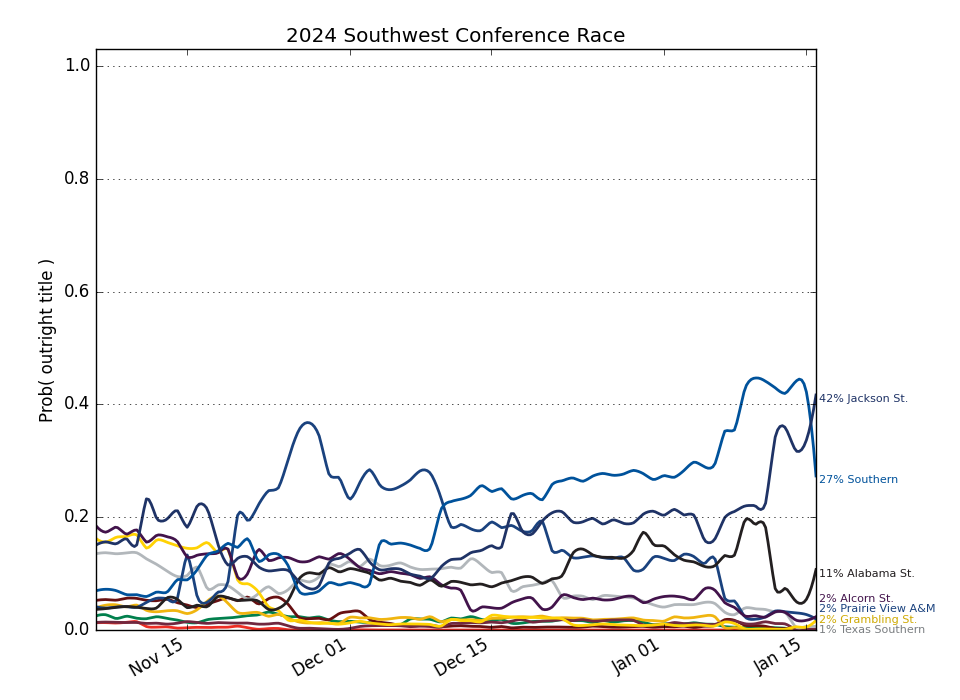 2024 Southwest Conference Race
1.0
0.8
0.6
0.4
0.2
0.0
Prob( outright title )
42% Jackson St.
27% Southern
11% Alabama St.
2% Alcorn St.
2% Prairie View A&M
2% Grambling St.
1% Texas Southern
Nov 15
Dec 01
Dec 15
Jan 01
Jan 15